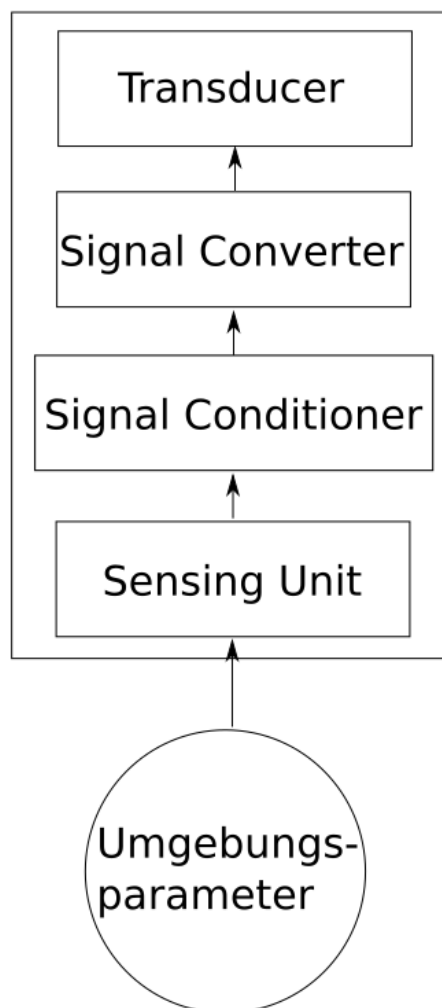 Transducer
Signal Converter
Signal Conditioner
Sensing Unit
Umgebungs-
parameter